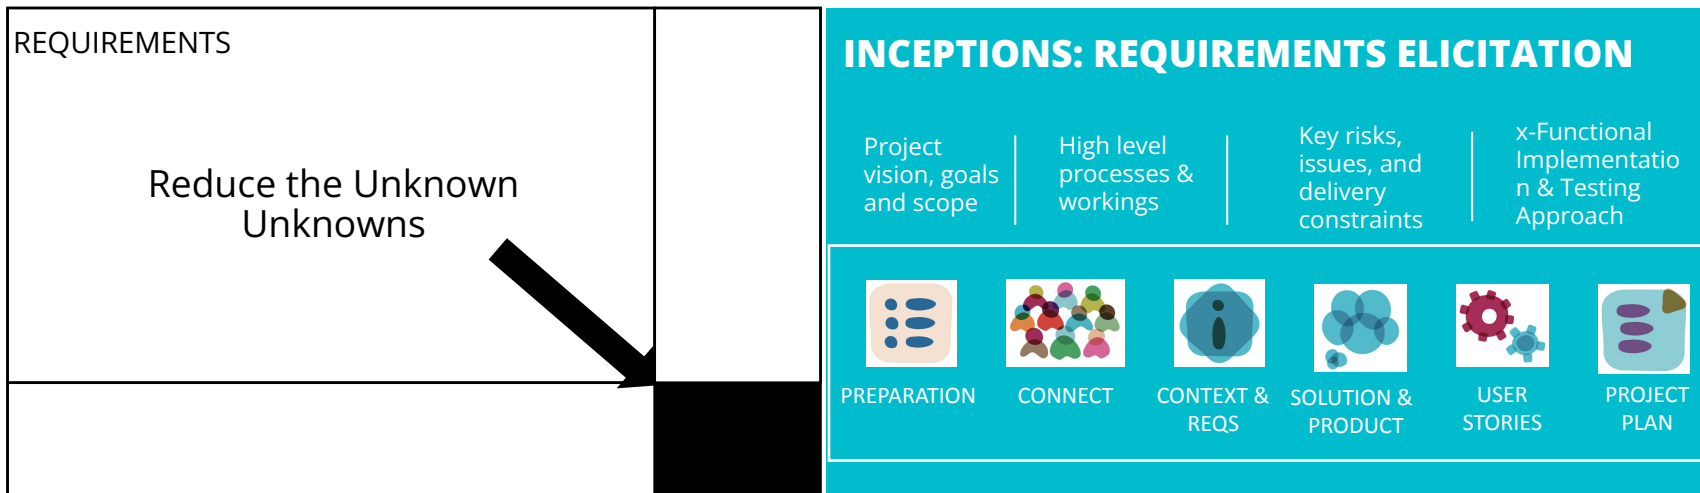 REQUIREMENTS
Reduce the Unknown
Unknowns
INCEPTIONS: REQUIREMENTS ELICITATION
Project
vision, goals
and scope
High level
processes &
workings
Key risks,
issues, and
delivery
constraints
x-Functional
Implementatio
n & Testing
Approach
PREPARATION
CONNECT
CONTEXT &
REQS
SOLUTION &
PRODUCT
USER
STORIES
PROJECT
PLAN